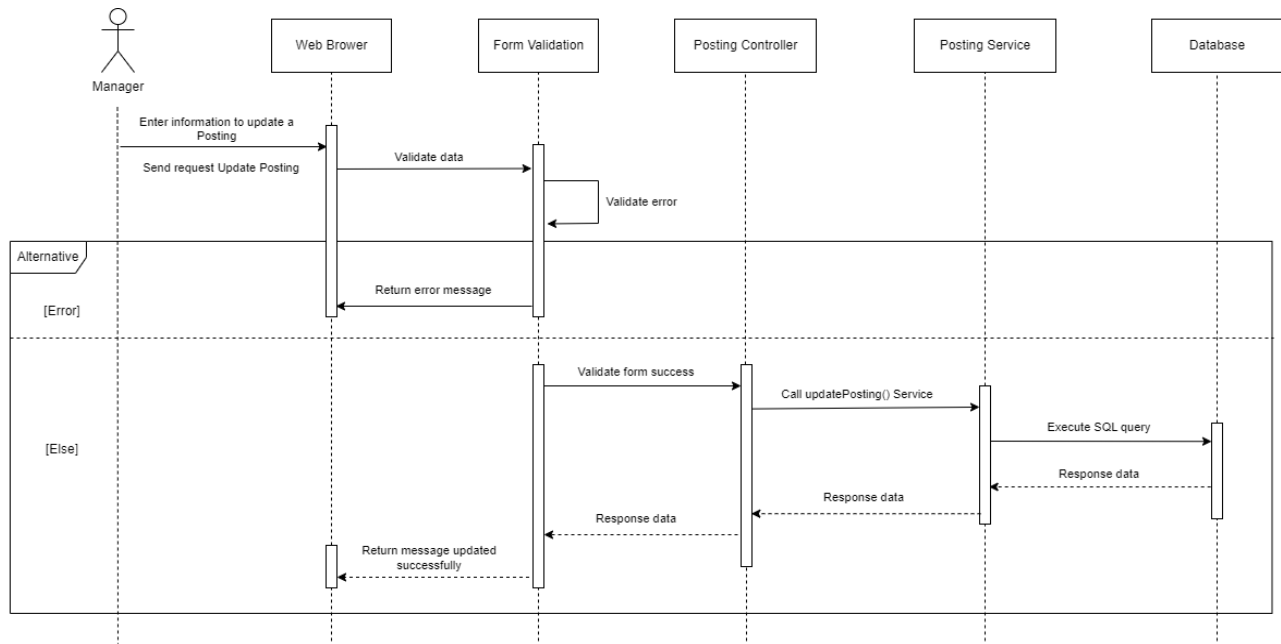 Web Brower
Form Validation
Posting Controller
Posting Service
Database
Manager
Enter information to update a
Posting
Send request Update Posting
Validate data
Validate error
Alternative
Return error message
[Error]
Validate form success
Call updatePosting() Service
Execute SQL query
[Else]
Response data
Response data
Response data
Return message updated
successfully